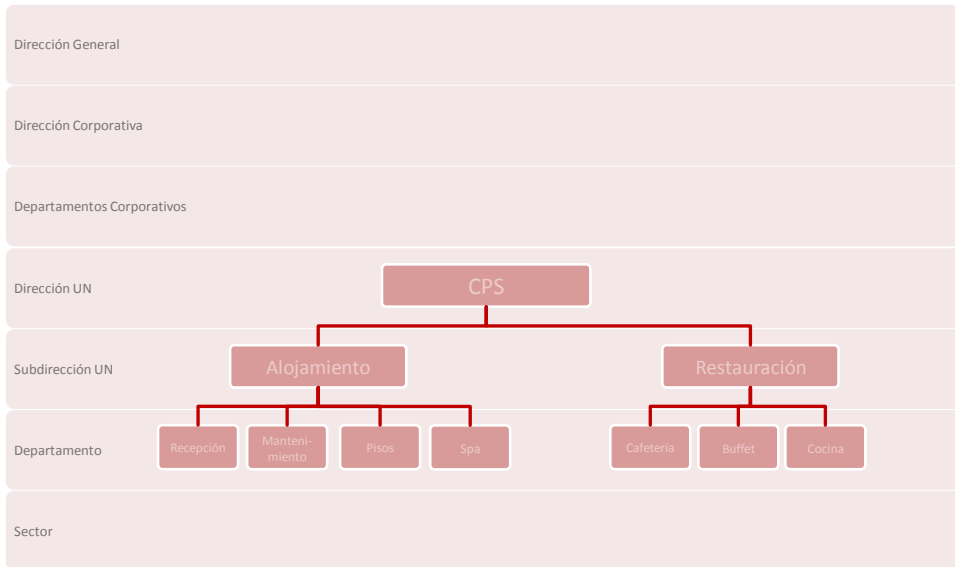 Dirección General
Dirección Corporativa
Departamentos Corporativos
Dirección UN
CPS
Subdirección UN
Alojamiento
Restauración
Departamento
Recepción
Manteni-
miento
Pisos
Spa
Cafetería
Buffet
Cocina
Sector